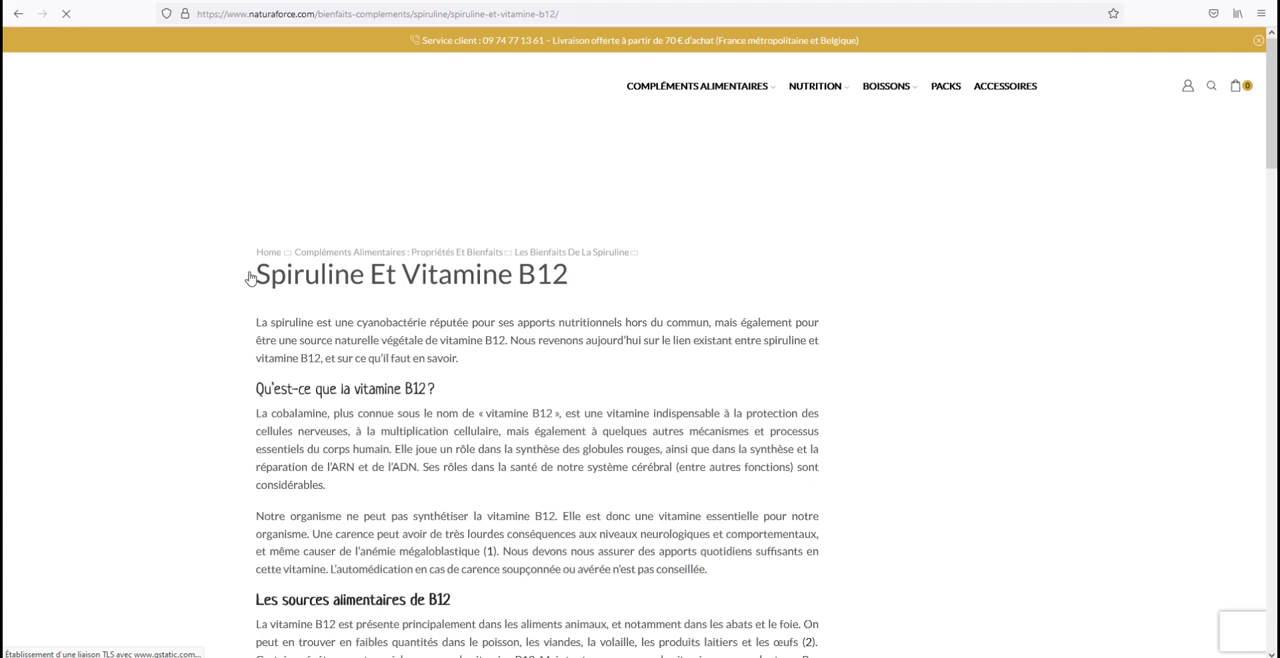 https://www.naturaforce.com/bienfaits-complements/spiruline/spiruline-et-vitamine-b12/
Service client : 09 74 77 13 61 – Livraison offerte à partir de 70 € d'achat (France métropolitaine et Belgique)
COMPLÉMENTS ALIMENTAIRES NUTRITION BOISSONS PACKS ACCESSOIRES 0
Home Compléments Alimentaires : Propriétés Et Bienfaits Les Bienfaits De La Spiruline
Spiruline Et Vitamine B12
La spiruline est une cyanobactérie réputée pour ses apports nutritionnels hors du commun, mais également pour
être une source naturelle végétale de vitamine B12. Nous revenons aujourd'hui sur le lien existant entre spiruline et
vitamine B12, et sur ce qu'il faut en savoir.
Qu'est-ce que la vitamine B12 ?
La cobalamine, plus connue sous le nom de « vitamine B12 », est une vitamine indispensable à la protection des
cellules nerveuses, à la multiplication cellulaire, mais également à quelques autres mécanismes et processus
essentiels du corps humain. Elle joue un rôle dans la synthèse des globules rouges, ainsi que dans la synthèse et la
réparation de l'ARN et de l'ADN. Ses rôles dans la santé de notre système cérébral (entre autres fonctions) sont
considérables.
Notre organisme ne peut pas synthétiser la vitamine B12. Elle est donc une vitamine essentielle pour notre
organisme. Une carence peut avoir de très lourdes conséquences aux niveaux neurologiques et comportementaux,
et même causer de l'anémie mégaloblastique (1). Nous devons nous assurer des apports quotidiens suffisants en
cette vitamine. L'automédication en cas de carence soupçonnée ou avérée n'est pas conseillée.
Les sources alimentaires de B12
La vitamine B12 est présente principalement dans les aliments animaux, et notamment dans les abats et le foie. On
peut en trouver en faibles quantités dans le poisson, les viandes, la volaille, les produits laitiers et les œufs (2).
Établissement d'une liaison TLS avec www.gstatic.com...